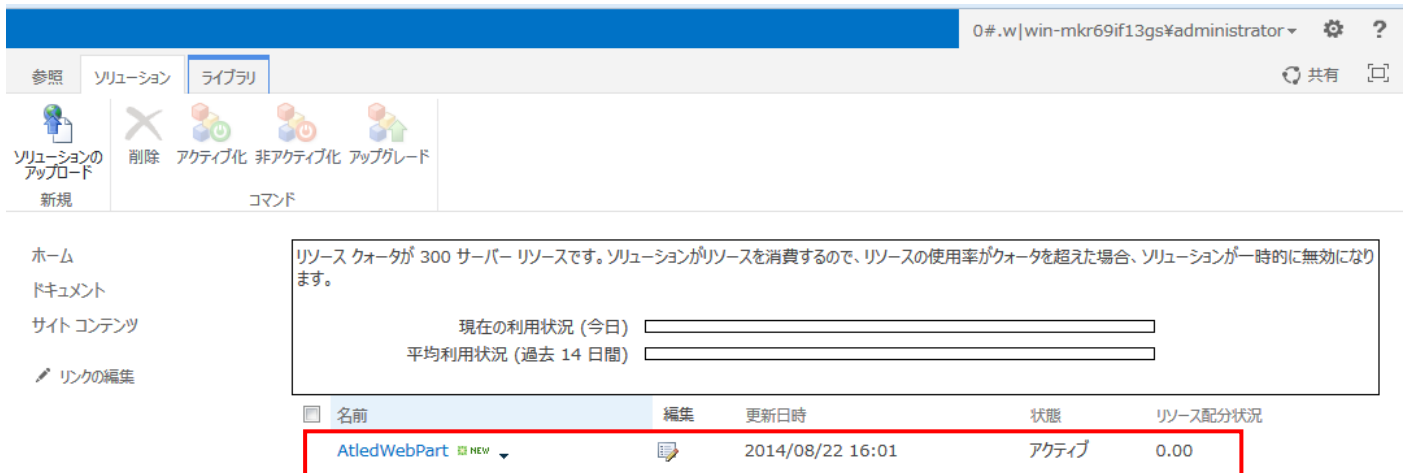 0#.w|win-mkr69if13gs¥administrator
?
参照
ソリューション
ライブラリ
共有
ソリューションの
アップロード
削除
アクティブ化
非アクティブ化
アップグレード
新規
コマンド
ホーム
ドキュメント
サイト コンテンツ
リンクの編集
リソース クォータが 300 サーバー リソースです。ソリューションがリソースを消費するので、リソースの使用率がクォータを超えた場合、ソリューションが一時的に無効になり
ます。
現在の利用状況 (今日)
平均利用状況 (過去 14 日間)
名前 編集 更新日時 状態 リソース配分状況
AtledWebPart NEW 2014/08/22 16:01 アクティブ 0.00